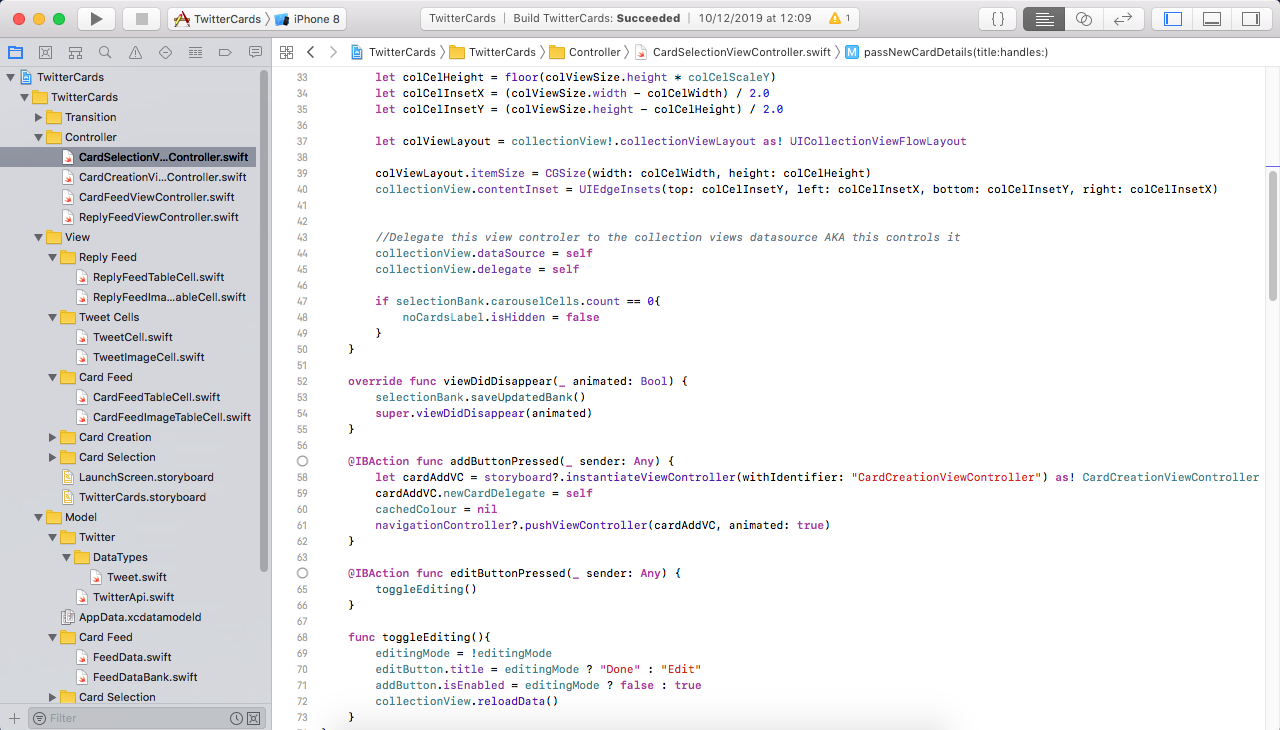 TwitterCards
iPhone 8
TwitterCards | Build TwitterCards: Succeeded | 10/12/2019 at 12:09
1
{ }
TwitterCards
TwitterCards
Controller
CardSelectionViewController.swift
M passNewCardDetails(title:handles:)
TwitterCards
TwitterCards
Transition
Controller
CardSelectionV...Controller.swift
CardCreationVi...Controller.swift
CardFeedViewController.swift
ReplyFeedViewController.swift
View
Reply Feed
ReplyFeedTableCell.swift
ReplyFeedIma...ableCell.swift
Tweet Cells
TweetCell.swift
TweetImageCell.swift
Card Feed
CardFeedTableCell.swift
CardFeedImageTableCell.swift
Card Creation
Card Selection
LaunchScreen.storyboard
TwitterCards.storyboard
Model
Twitter
DataTypes
Tweet.swift
TwitterApi.swift
AppData.xcdatamodeld
Card Feed
FeedData.swift
FeedDataBank.swift
Card Selection
Filter
33 let colCelHeight = floor(colViewSize.height * colCelScaleY)
34 let colCelInsetX = (colViewSize.width - colCelWidth) / 2.0
35 let colCelInsetY = (colViewSize.height - colCelHeight) / 2.0
36
37 let colViewLayout = collectionView!.collectionViewLayout as! UICollectionViewFlowLayout
38
39 colViewLayout.itemSize = CGSize(width: colCelWidth, height: colCelHeight)
40 collectionView.contentInset = UIEdgeInsets(top: colCelInsetY, left: colCelInsetX, bottom: colCelInsetY, right: colCelInsetX)
41
42
43 //Delegate this view controler to the collection views datasource AKA this controls it
44 collectionView.dataSource = self
45 collectionView.delegate = self
46
47 if selectionBank.carouselCells.count == 0{
48 noCardsLabel.isHidden = false
49 }
50 }
51
52 override func viewDidDisappear(_ animated: Bool) {
53 selectionBank.saveUpdatedBank()
54 super.viewDidDisappear(animated)
55 }
56
@IBAction func addButtonPressed(_ sender: Any) {
58 let cardAddVC = storyboard?.instantiateViewController(withIdentifier: "CardCreationViewController") as! CardCreationViewController
59 cardAddVC.newCardDelegate = self
60 cachedColour = nil
61 navigationController?.pushViewController(cardAddVC, animated: true)
62 }
63
@IBAction func editButtonPressed(_ sender: Any) {
65 toggleEditing()
66 }
67
68 func toggleEditing(){
69 editingMode = !editingMode
70 editButton.title = editingMode ? "Done" : "Edit"
71 addButton.isEnabled = editingMode ? false : true
72 collectionView.reloadData()
73 }